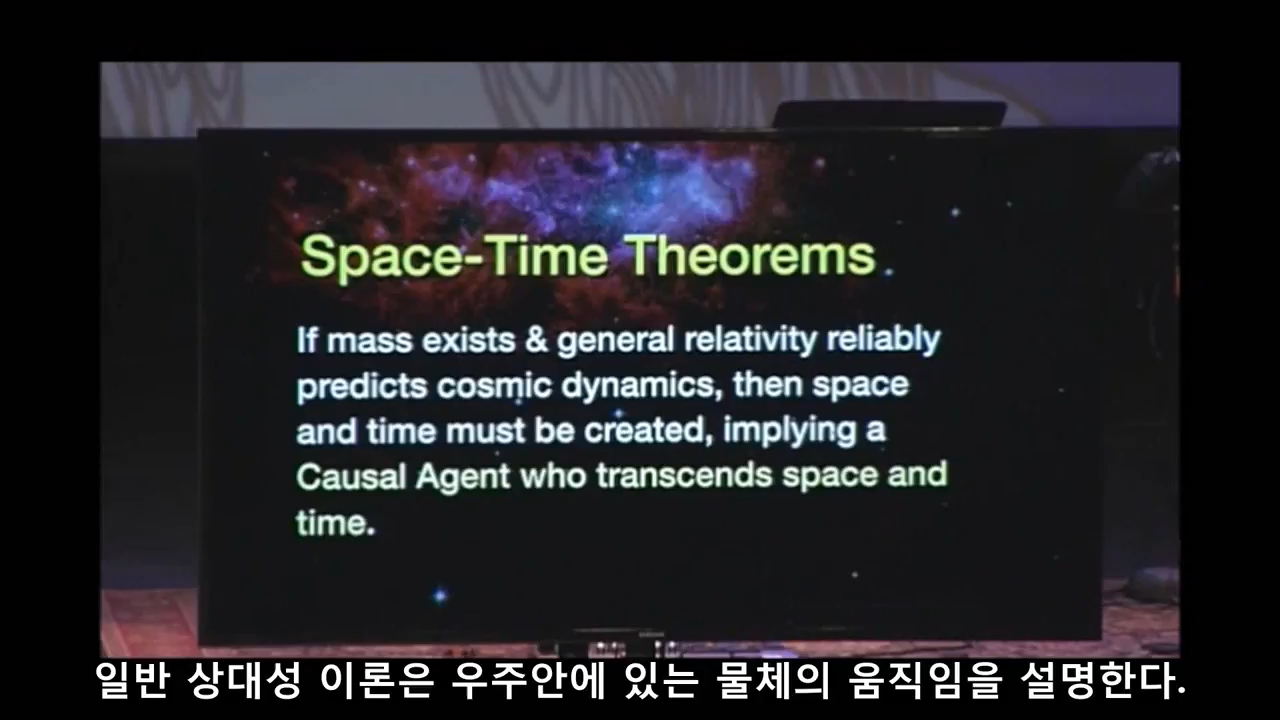 Space-Time Theorems
If mass exists & general relativity reliably
predicts cosmic dynamics, then space
and time must be created, implying a
Causal Agent who transcends space and
time.
일반 상대성 이론은 우주안에 있는 물체의 움직임을 설명한다.